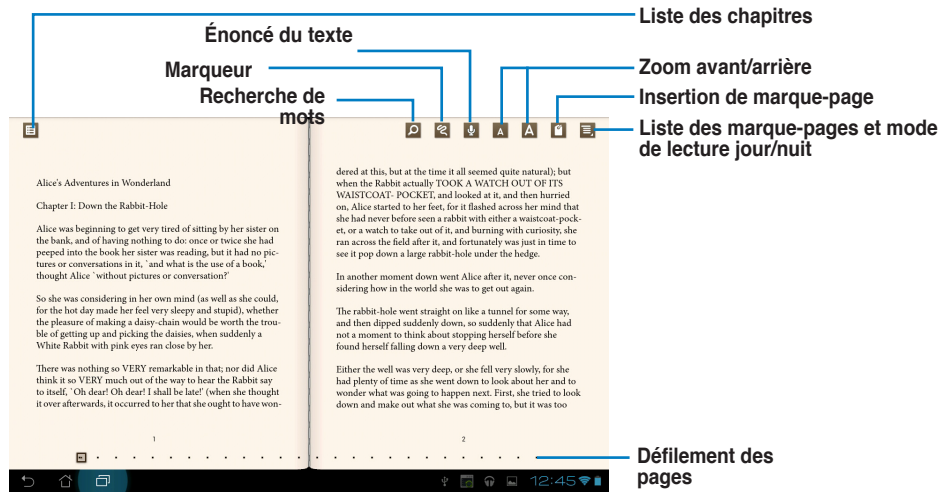 Liste des chapitres
Énoncé du texte
Marqueur
Recherche de
mots
Zoom avant/arrière
Insertion de marque-page
Liste des marque-pages et mode
de lecture jour/nuit
A
A
Alice's Adventures in Wonderland
Chapter I: Down the Rabbit-Hole
Alice was beginning to get very tired of sitting by her sister on
the bank, and of having nothing to do: once or twice she had
peeped into the book her sister was reading, but it had no pic-
tures or conversations in it, `and what is the use of a book,'
thought Alice `without pictures or conversation?'
So she was considering in her own mind (as well as she could,
for the hot day made her feel very sleepy and stupid), whether
the pleasure of making a daisy-chain would be worth the trou-
ble of getting up and picking the daisies, when suddenly a
White Rabbit with pink eyes ran close by her.
There was nothing so VERY remarkable in that; nor did Alice
think it so VERY much out of the way to hear the Rabbit say
to itself, `Oh dear! Oh dear! I shall be late!' (when she thought
it over afterwards, it occurred to her that she ought to have won-
1
dered at this, but at the time it all seemed quite natural); but
when the Rabbit actually TOOK A WATCH OUT OF ITS
WAISTCOAT- POCKET, and looked at it, and then hurried
on, Alice started to her feet, for it flashed across her mind that
she had never before seen a rabbit with either a waistcoat-pock-
et, or a watch to take out of it, and burning with curiosity, she
ran across the field after it, and fortunately was just in time to
see it pop down a large rabbit-hole under the hedge.
In another moment down went Alice after it, never once con-
sidering how in the world she was to get out again.
The rabbit-hole went straight on like a tunnel for some way,
and then dipped suddenly down, so suddenly that Alice had
not a moment to think about stopping herself before she
found herself falling down a very deep well.
Either the well was very deep, or she fell very slowly, for she
had plenty of time as she went down to look about her and to
wonder what was going to happen next. First, she tried to look
down and make out what she was coming to, but it was too
2
Défilement des
pages
12:45